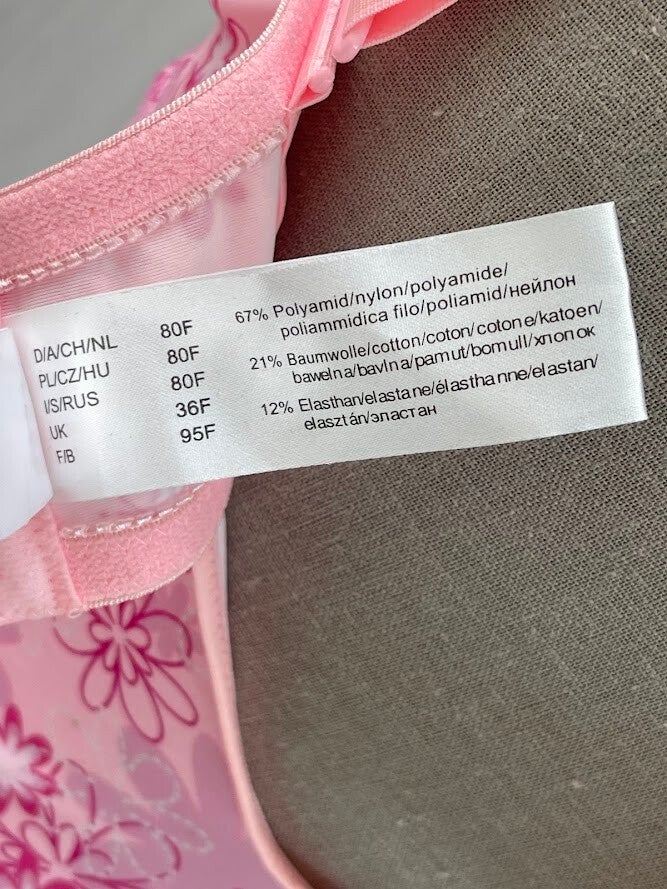 D/A/CH/NL 80F
PL/CZ/HU 80F
I/S/RUS 80F
UK 36F
F/B 95F
67% Polyamid/nylon/polyamide/
poliammidica filo/poliamid/нейлон
21% Baumwolle/cotton/coton/cotone/katoen/
bawełna/bavlna/pamut/bomull/хлопок
12% Elasthan/elastane/élasthanne/elastan/
elasztán/эластан